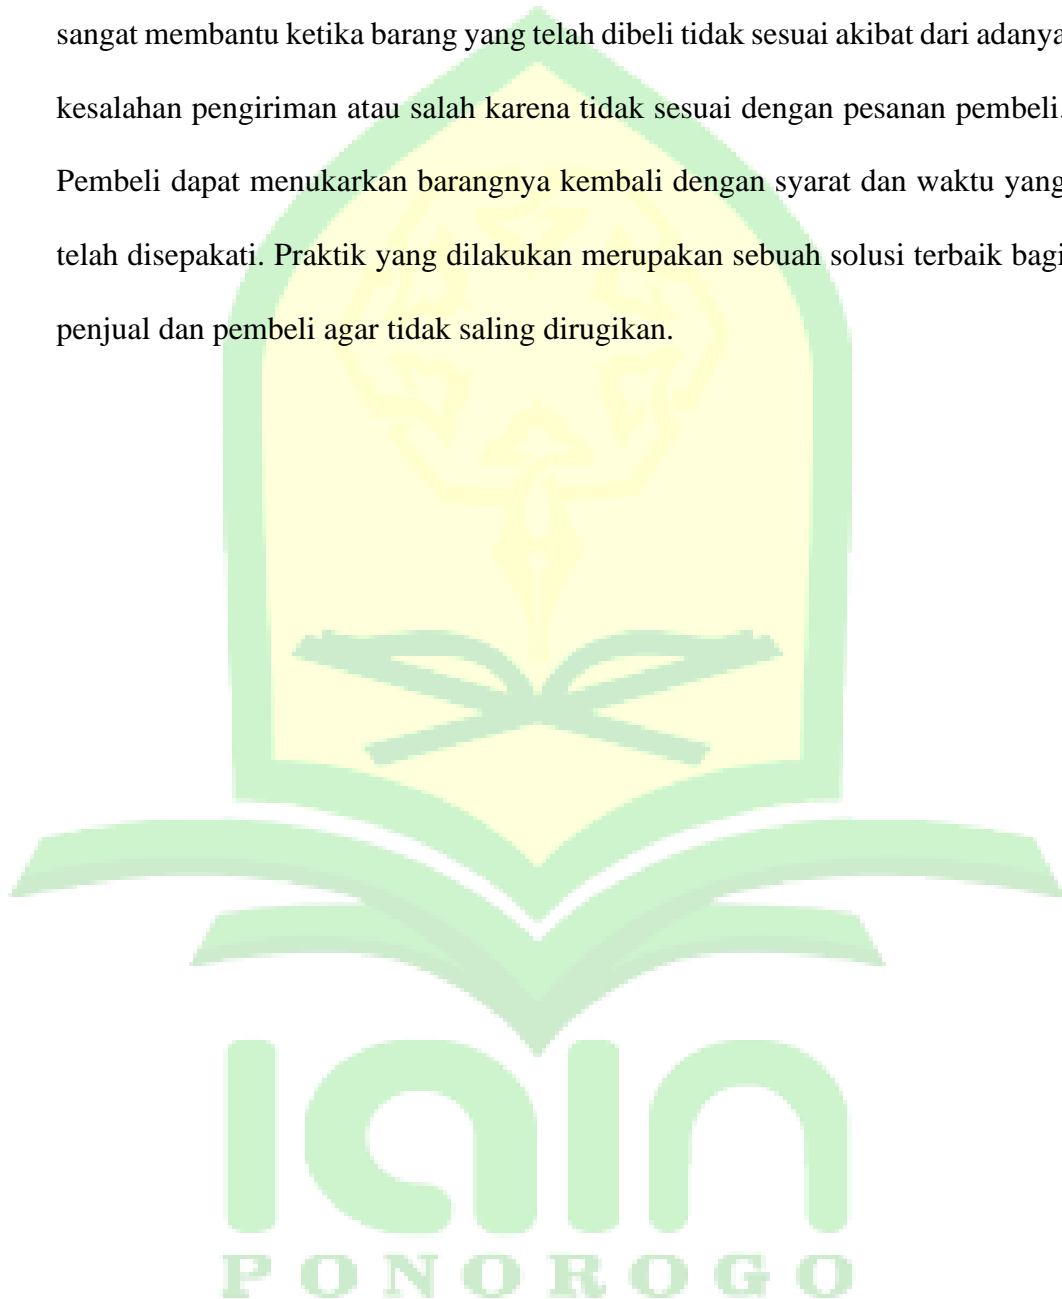 sangat membantu ketika barang yang telah dibeli tidak sesuai akibat dari adanya
kesalahan pengiriman atau salah karena tidak sesuai dengan pesanan pembeli.
Pembeli dapat menukarkan barangnya kembali dengan syarat dan waktu yang
telah disepakati. Praktik yang dilakukan merupakan sebuah solusi terbaik bagi
penjual dan pembeli agar tidak saling dirugikan.
iain
PONOROGO